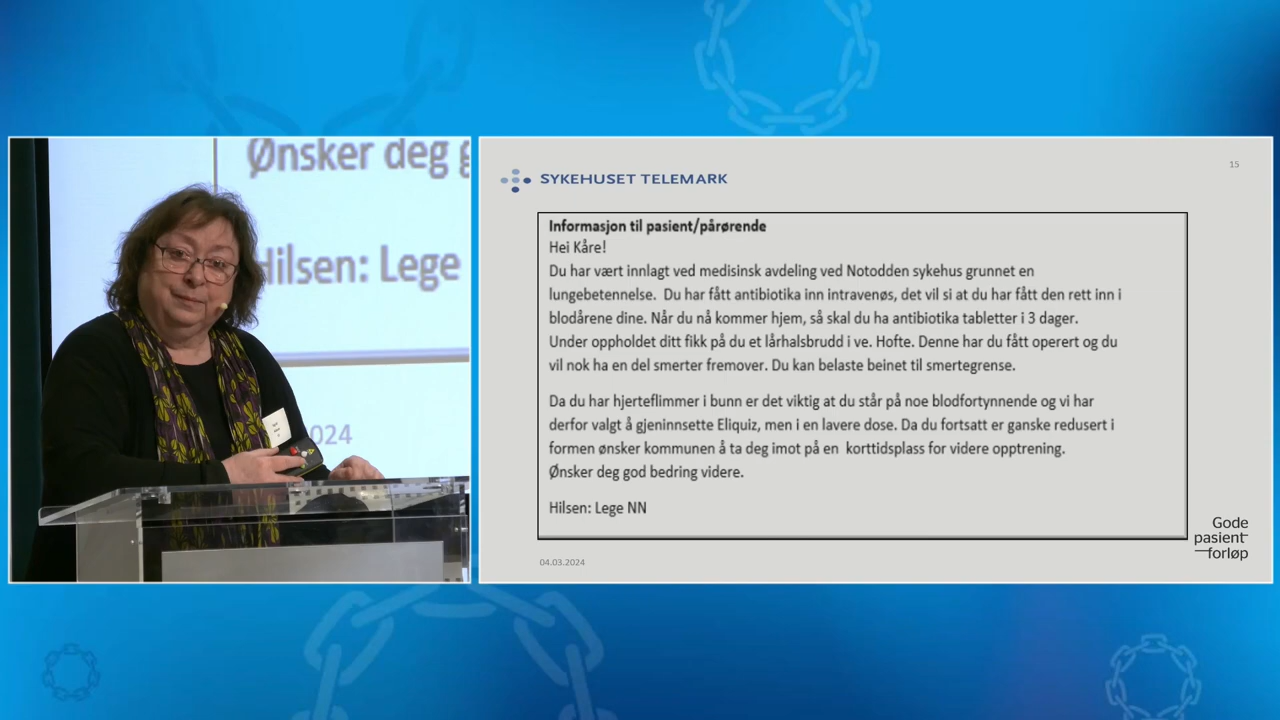 Ønsker deg g
Hilsen: Lege
024
15
SYKEHUSET TELEMARK
Informasjon til pasient/pårørende
Hei Kåre!
Du har vært innlagt ved medisinsk avdeling ved Notodden sykehus grunnet en
lungebetennelse. Du har fått antibiotika inn intravenøs, det vil si at du har fått den rett inn i
blodårene dine. Når du nå kommer hjem, så skal du ha antibiotika tabletter i 3 dager.
Under oppholdet ditt fikk på du et lårhalsbrudd i ve. Hofte. Denne har du fått operert og du
vil nok ha en del smerter fremover. Du kan belaste beinet til smertegrense.
Da du har hjerteflimmer i bunn er det viktig at du står på noe blodfortynnende og vi har
derfor valgt å gjeninnsette Eliquiz, men i en lavere dose. Da du fortsatt er ganske redusert i
formen ønsker kommunen å ta deg imot på en korttidsplass for videre opptrening.
Ønsker deg god bedring videre.
Hilsen: Lege NN
04.03.2024
Gode
pasient
forløp